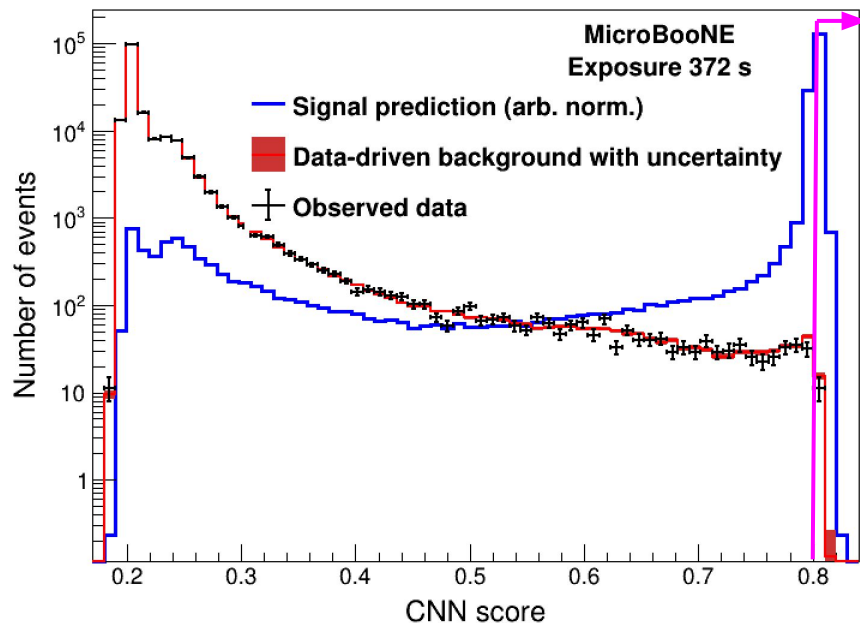 MicroBooNE
Exposure 372 s
Signal prediction (arb. norm.)
Data-driven background with uncertainty
Observed data
Number of events
10⁵
10⁴
10³
10²
10
1
0.2 0.3 0.4 0.5 0.6 0.7 0.8
CNN score